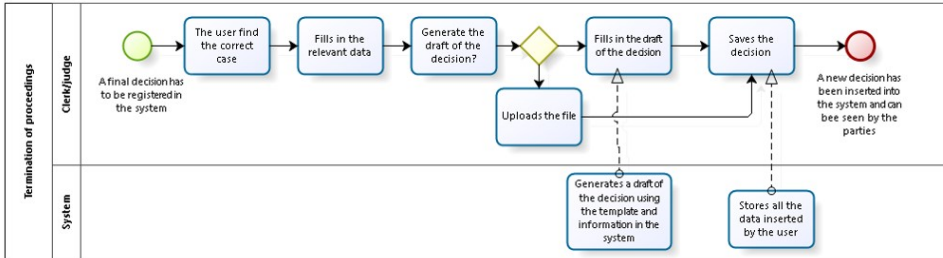 Termination of proceedings
Clerk/judge
A final decision has
to be registered in
the system
The user find
the correct
case
Fills in the
relevant data
Generate the
draft of the
decision?
Fills in the draft
of the decision
Saves the
decision
A new decision has
been inserted into
the system and can
bee seen by the
parties
Uploads the file
System
Generates a draft of
the decision using
the template and
information in the
system
Stores all the
data inserted
by the user